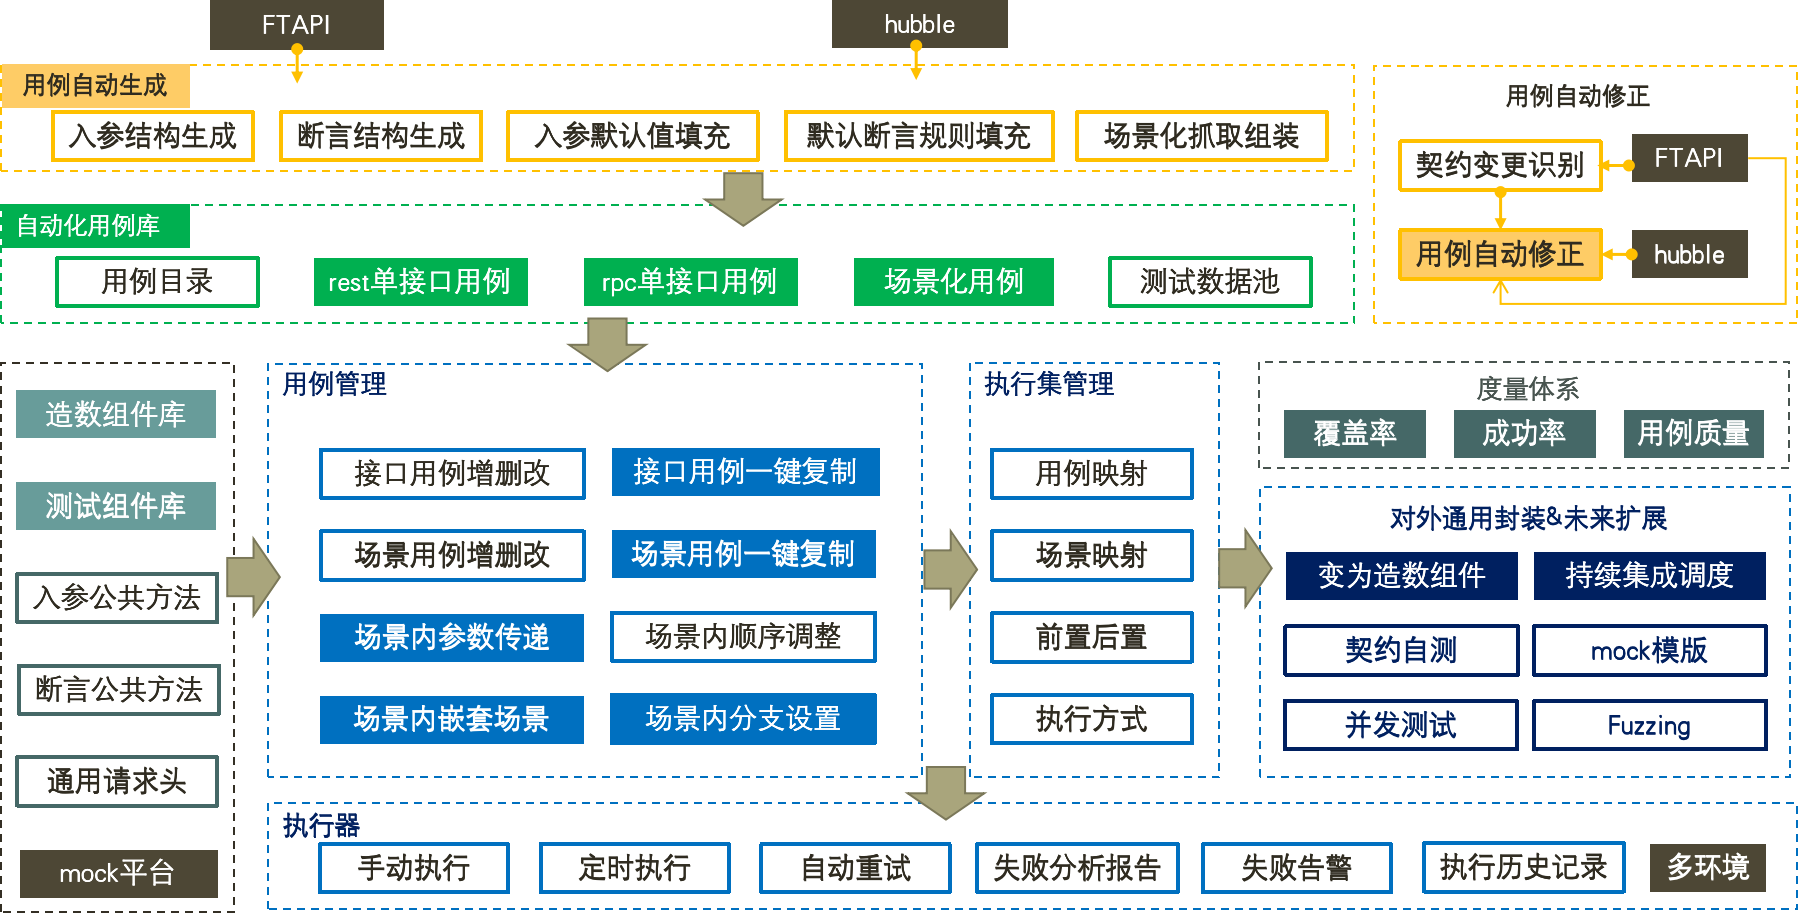 FTAPI
hubble
用例自动生成
入参结构生成
断言结构生成
入参默认值填充
默认断言规则填充
场景化抓取组装
用例自动修正
契约变更识别
FTAPI
用例自动修正
hubble
自动化用例库
用例目录
rest单接口用例
rpc单接口用例
场景化用例
测试数据池
造数组件库
测试组件库
入参公共方法
断言公共方法
通用请求头
mock平台
用例管理
接口用例增删改
接口用例一键复制
场景用例增删改
场景用例一键复制
场景内参数传递
场景内顺序调整
场景内嵌套场景
场景内分支设置
执行集管理
用例映射
场景映射
前置后置
执行方式
度量体系
覆盖率
成功率
用例质量
对外通用封装&未来扩展
变为造数组件
持续集成调度
契约自测
mock模版
并发测试
Fuzzing
执行器
手动执行
定时执行
自动重试
失败分析报告
失败告警
执行历史记录
多环境